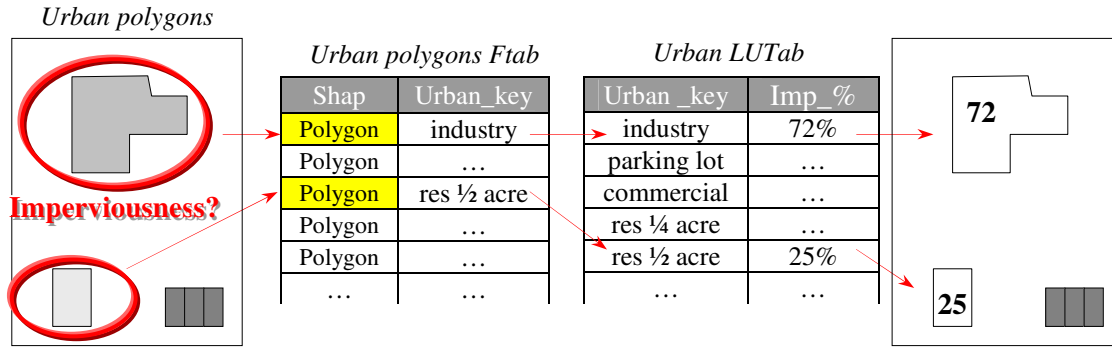 Urban polygons
Imperviousness?
Urban polygons Ftab
Shap Urban_key
Polygon industry
Polygon …
Polygon res ½ acre
Polygon …
Polygon …
… …
Urban LUTab
Urban _key Imp_%
industry 72%
parking lot …
commercial …
res ¼ acre …
res ½ acre 25%
… …
72
25